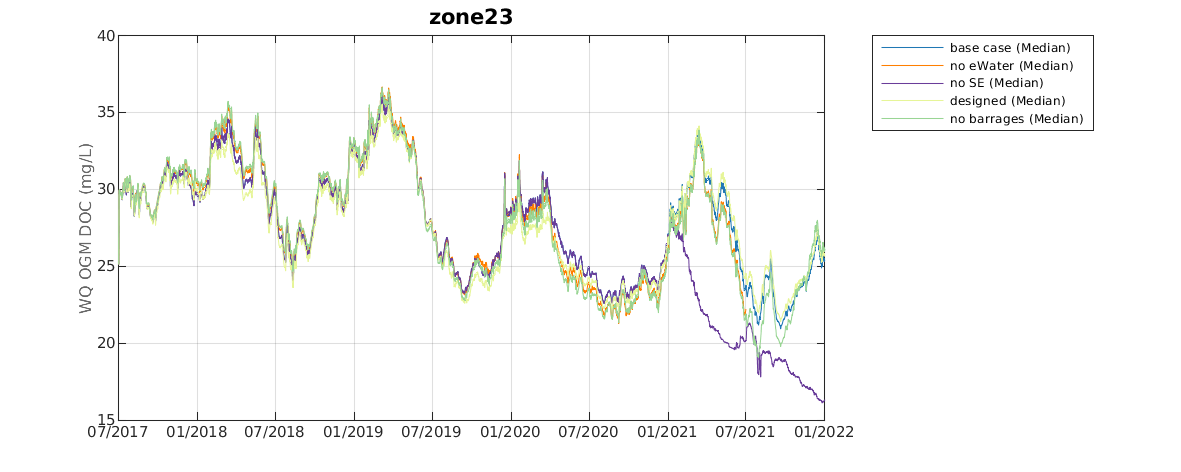 zone23
WQ OGM DOC (mg/L)
40
35
30
25
20
15
07/2017 01/2018 07/2018 01/2019 07/2019 01/2020 07/2020 01/2021 07/2021 01/2022
base case (Median)
no eWater (Median)
no SE (Median)
designed (Median)
no barrages (Median)